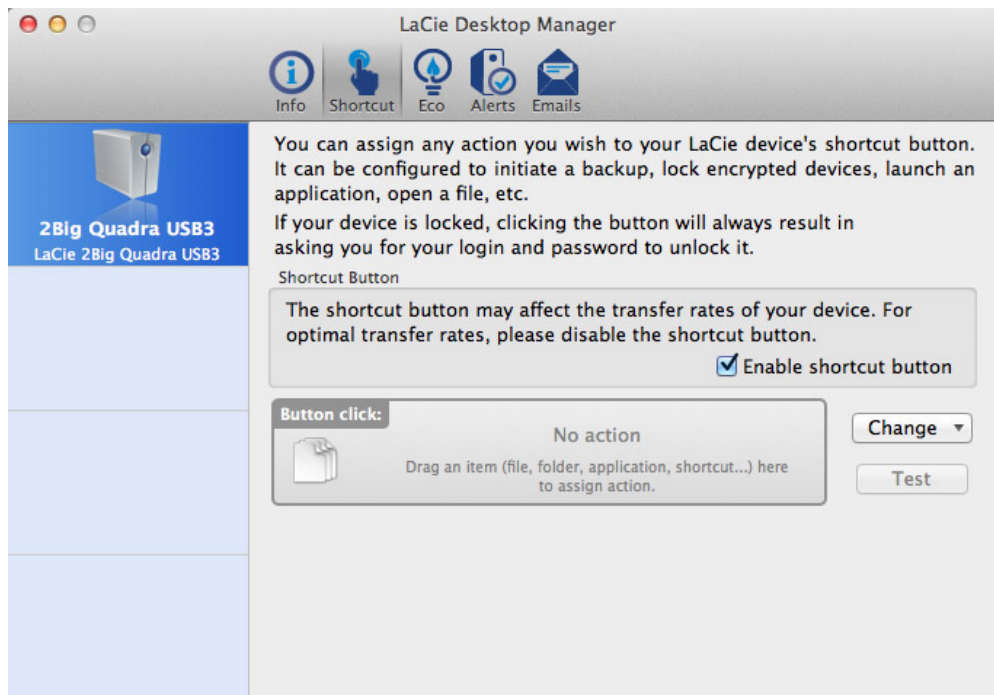 LaCie Desktop Manager
Info Shortcut Eco Alerts Emails
2Big Quadra USB3
LaCie 2Big Quadra USB3
You can assign any action you wish to your LaCie device's shortcut button.
It can be configured to initiate a backup, lock encrypted devices, launch an
application, open a file, etc.
If your device is locked, clicking the button will always result in
asking you for your login and password to unlock it.
Shortcut Button
The shortcut button may affect the transfer rates of your device. For
optimal transfer rates, please disable the shortcut button.
Enable shortcut button
Button click:
No action
Drag an item (file, folder, application, shortcut...) here
to assign action.
Change
Test